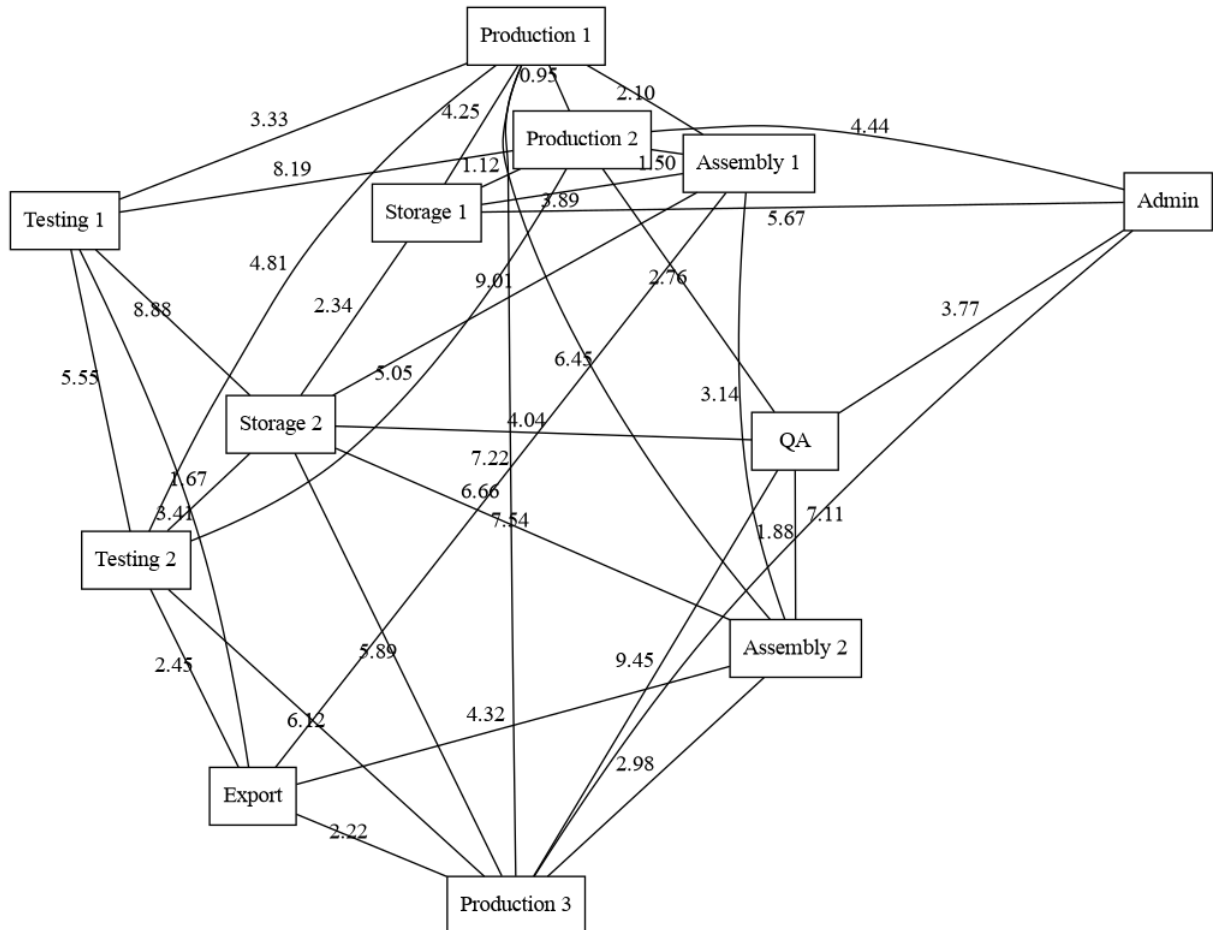 Production 1
0.95
2.10
4.25
3.33
4.44
Production 2
Assembly 1
1.12
1.50
8.19
3.89
Admin
Storage 1
Testing 1
5.67
4.81
9.01
2.76
2.34
8.88
3.77
6.45
5.55
5.05
3.14
Storage 2
4.04
QA
7.22
1.67
6.66
3.41
7.54
7.11
1.88
Testing 2
Assembly 2
5.89
9.45
2.45
4.32
6.12
2.98
Export
2.22
Production 3